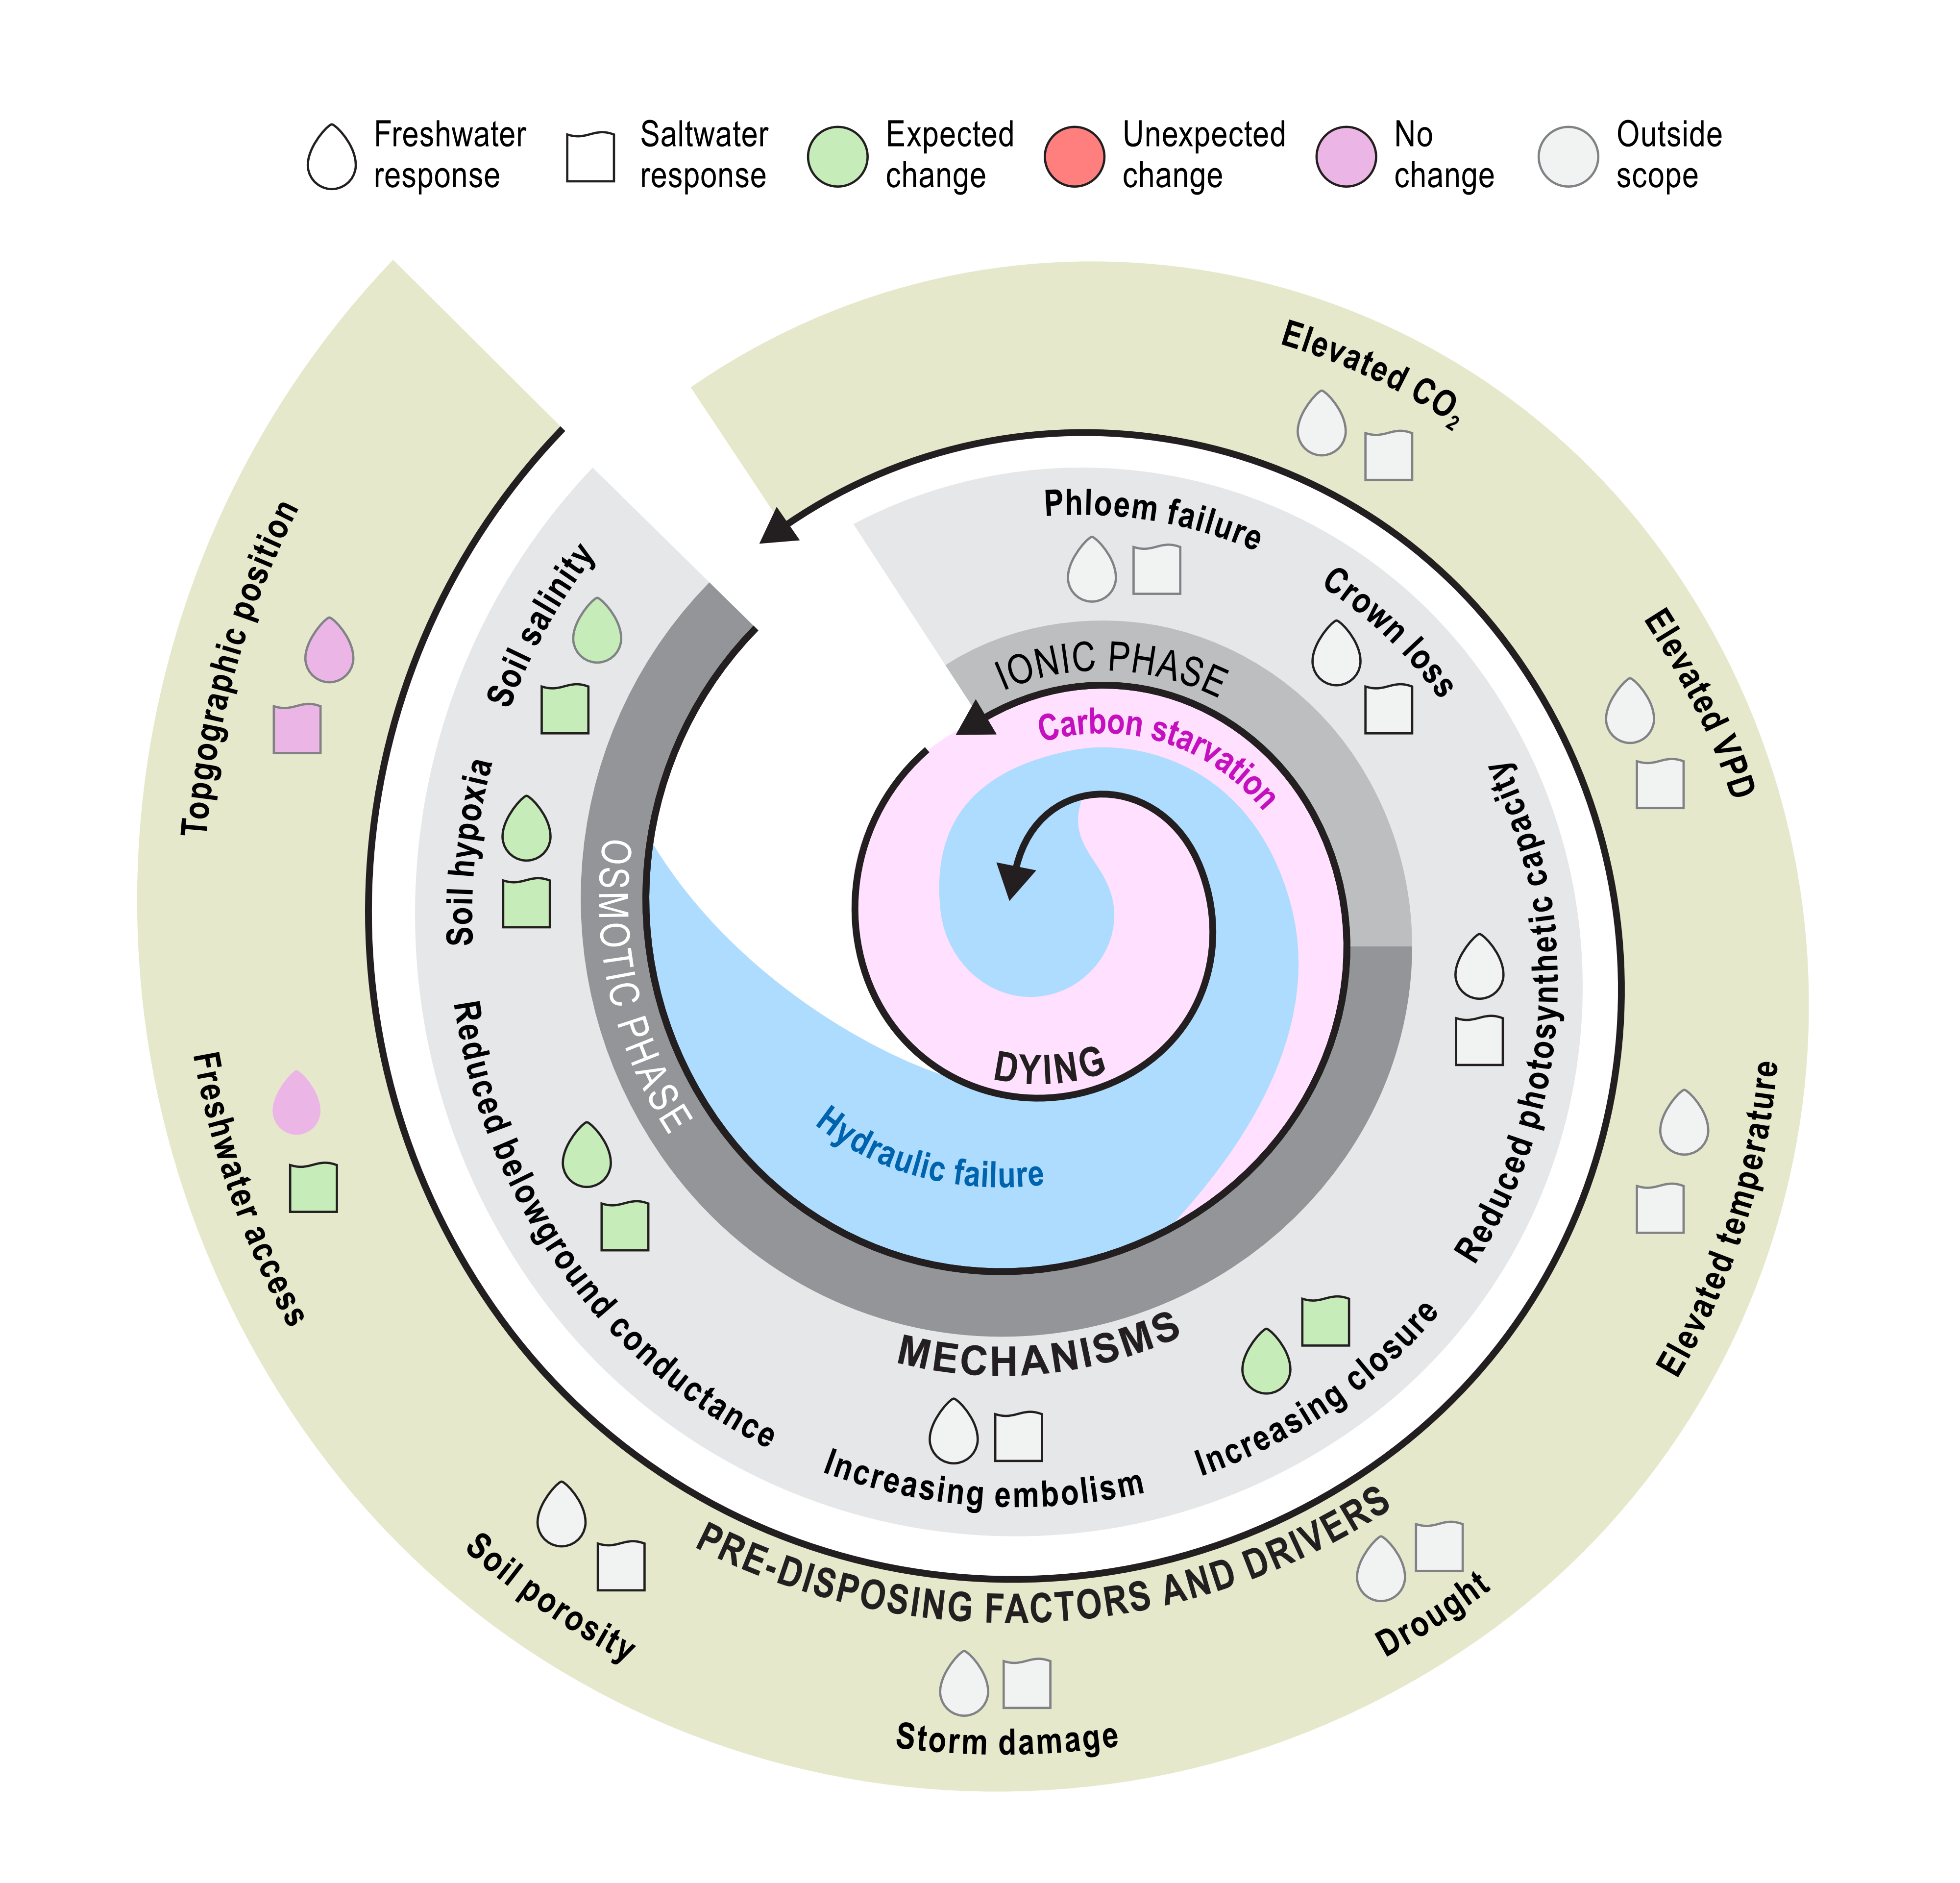 Freshwater
response
Saltwater
response
Expected
change
Unexpected
change
No
change
Outside
scope
Elevated CO2
Phloem failure
Crown loss
Soil salinity
Topgographic position
IONIC PHASE
Carbon starvation
Elevated VPD
Soil hypoxia
OSMOTIC PHASE
Reduced photosynthetic capacity
Reduced belowground conductance
DYING
Hydraulic failure
Freshwater access
Elevated temperature
MECHANISMS
Increasing closure
Increasing embolism
PRE-DISPOSING FACTORS AND DRIVERS
Soil porosity
Drought
Storm damage